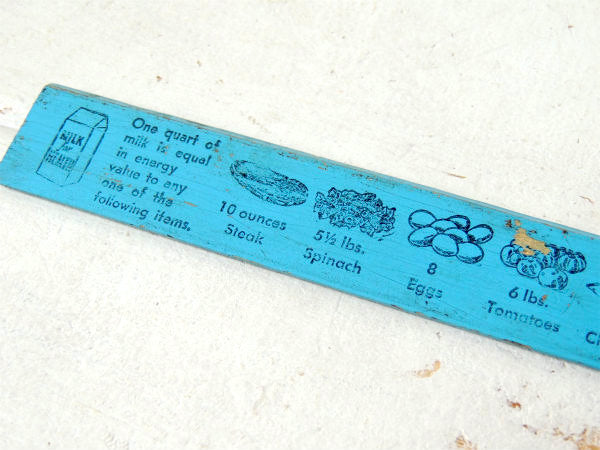 MILK
for
One quart of
milk is equal
in energy
value to any
one of the
following items.
10 ounces
Steak
5½ lbs.
Spinach
8
Eggs
6 lbs.
Tomatoes